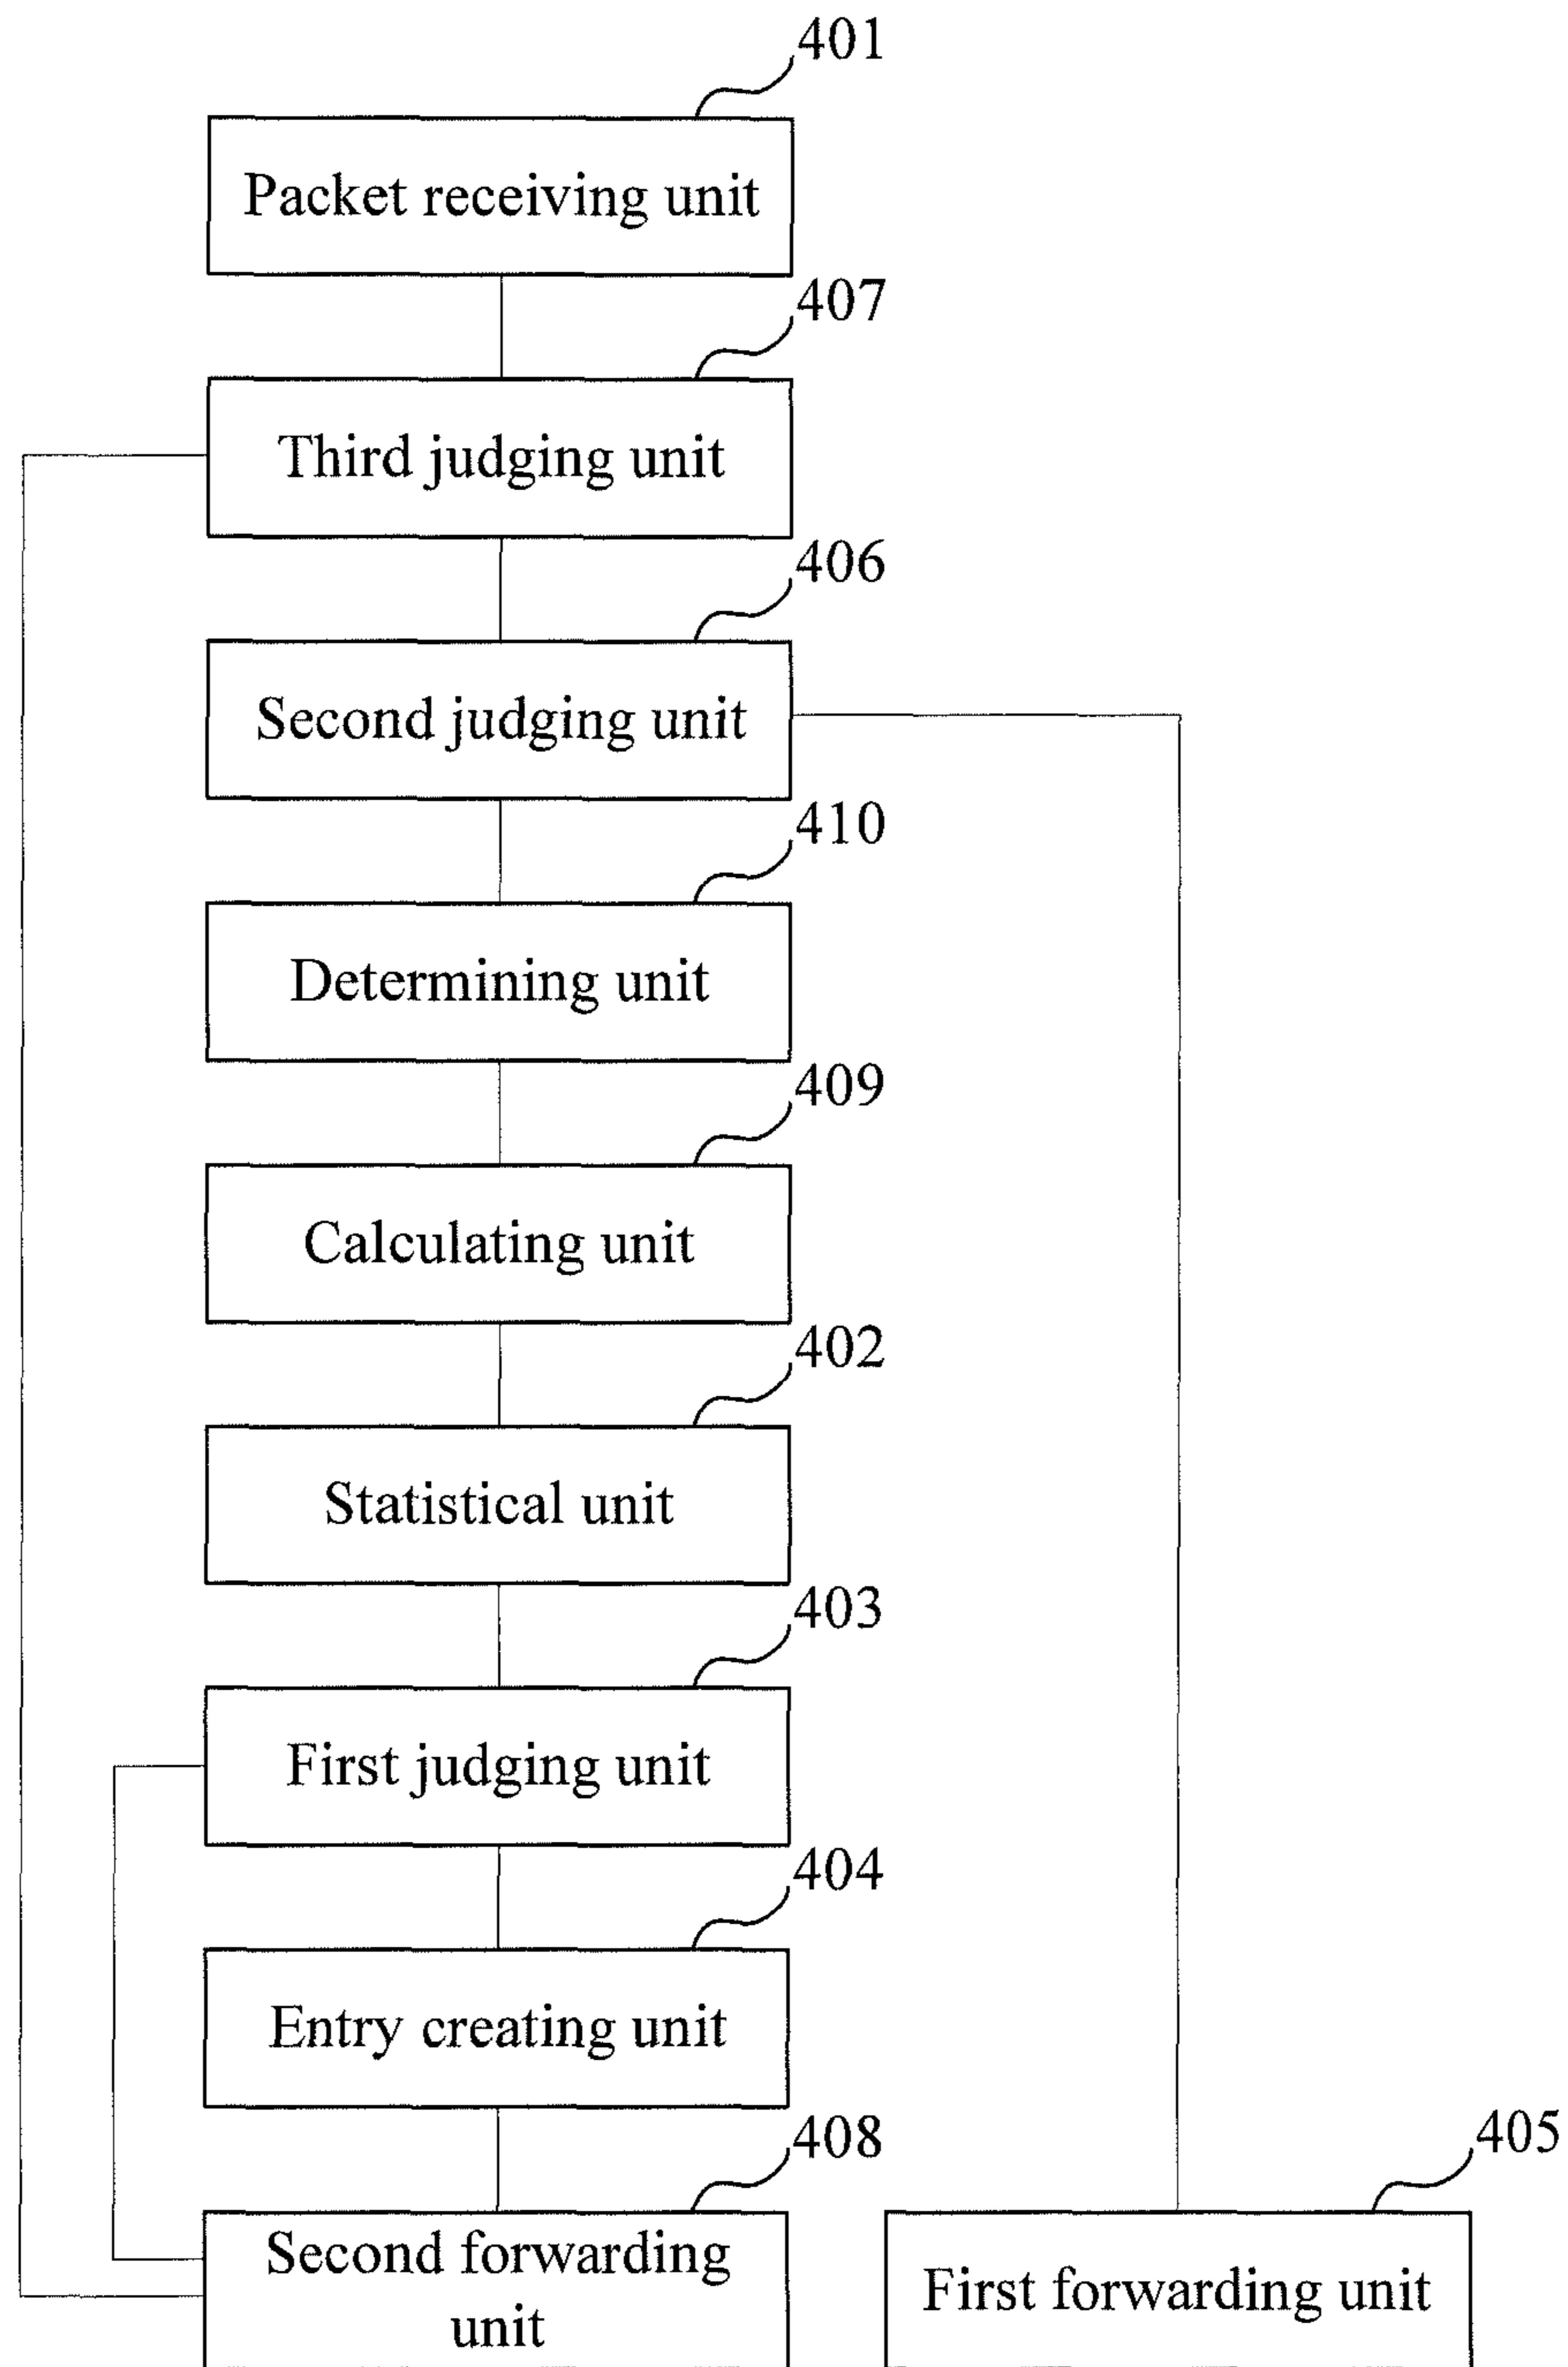 401
Packet receiving unit
407
Third judging unit
406
Second judging unit
410
Determining unit
409
Calculating unit
402
Statistical unit
403
First judging unit
404
Entry creating unit
408
405
Second forwarding
unit
First forwarding unit